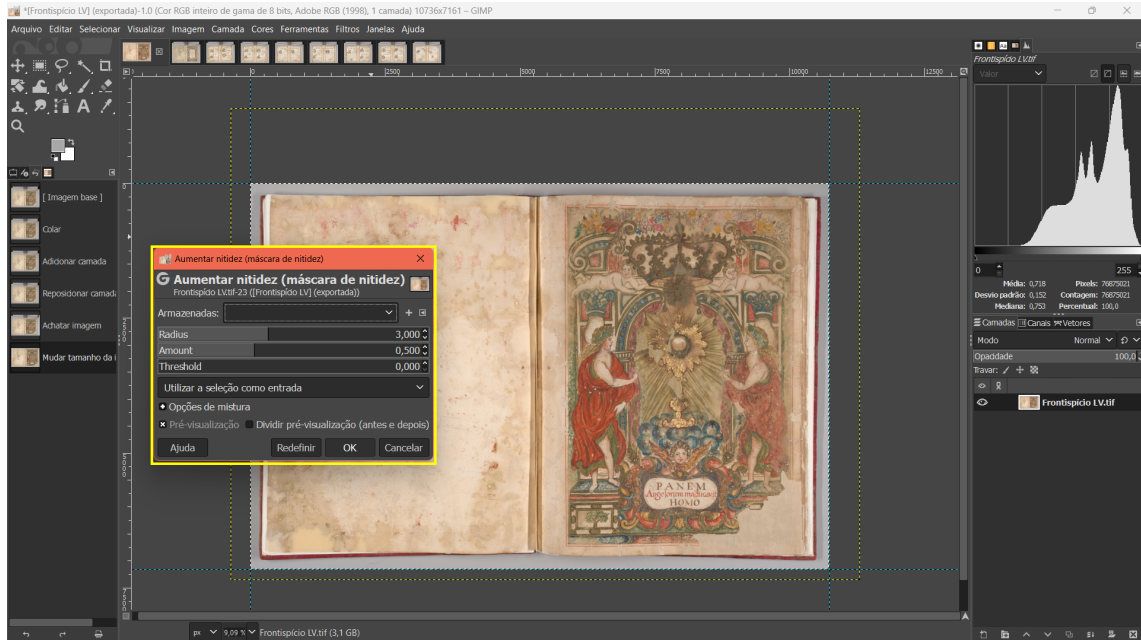 *[Frontispício LV] (exportada)-1.0 (Cor RGB inteiro de gama de 8 bits, Adobe RGB (1998), 1 camada) 10736x7161 – GIMP
Arquivo Editar Selecionar Visualizar Imagem Camada Cores Ferramentas Filtros Janelas Ajuda
0 2500 5000 7500 10000 12500
Frontispício LV.tif
Valor
[ Imagem base ]
Colar
Adicionar camada
Reposicionar camada
Achatar imagem
Mudar tamanho da i
Aumentar nitidez (máscara de nitidez)
G Aumentar nitidez (máscara de nitidez)
Frontispício LV.tif-23 ([Frontispício LV] (exportada))
Armazenadas:
Radius 3,000
Amount 0,500
Threshold 0,000
Utilizar a seleção como entrada
Opções de mistura
Pré-visualização Dividir pré-visualização (antes e depois)
Ajuda Redefinir OK Cancelar
PANEM
Angelorum
HOMO
0 255
Média: 0,718 Pixels: 76875021
Desvio padrão: 0,152 Contagem: 76875021
Mediana: 0,753 Percentual: 100,0
Camadas Canais Vetores
Modo Normal
Opacidade 100,0
Travar:
Frontispício LV.tif
px 9,09 % Frontispício LV.tif (3,1 GB)